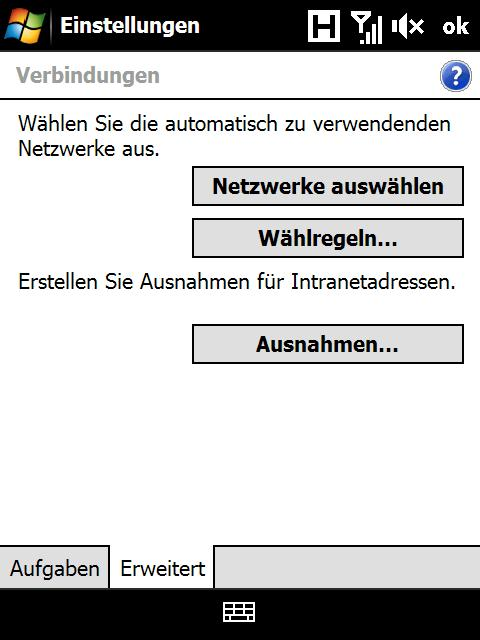 Einstellungen H ok
Verbindungen ?
Wählen Sie die automatisch zu verwendenden
Netzwerke aus.
Netzwerke auswählen
Wählregeln...
Erstellen Sie Ausnahmen für Intranetadressen.
Ausnahmen...
Aufgaben Erweitert